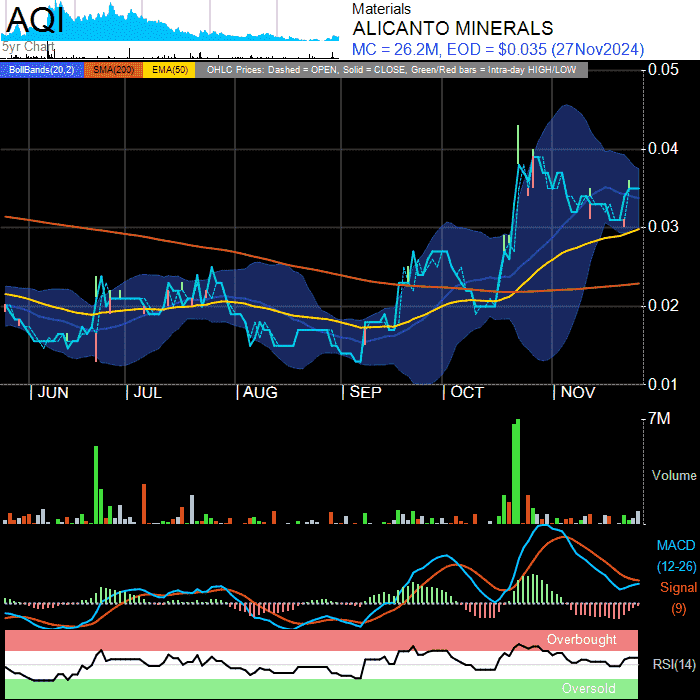 AQI
5yr Chart
Materials
ALICANTO MINERALS
MC = 26.2M, EOD = $0.035 (27Nov2024)
BollBands(20,2) SMA(200) EMA(50) OHLC Prices: Dashed = OPEN, Solid = CLOSE, Green/Red bars = Intra-day HIGH/LOW
0.05
0.04
0.03
0.02
0.01
| JUN | JUL | AUG | SEP | OCT | NOV
7M
Volume
MACD
(12-26)
Signal
(9)
Overbought
RSI(14)
Oversold